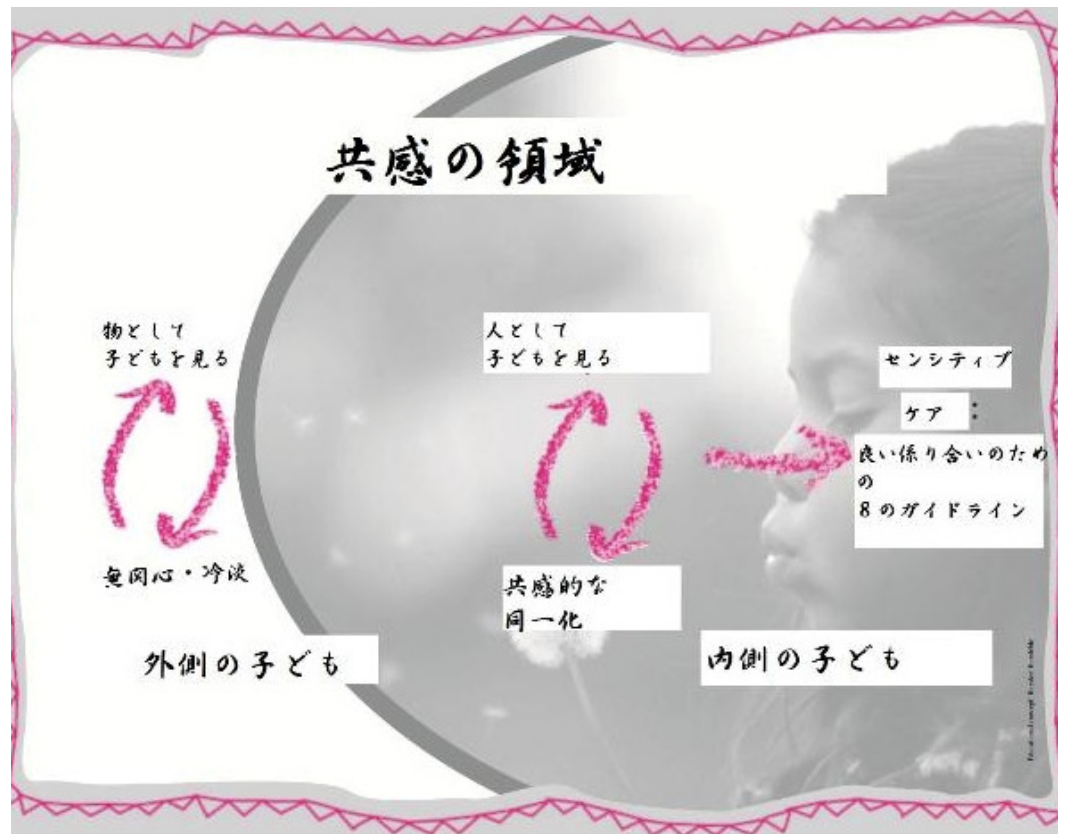 共感の領域
物として
子どもを見る
無関心・冷淡
外側の子ども
人として
子どもを見る
共感的な
同一化
センシティブ
ケア：
良い係り合いのため
の
8のガイドライン
内側の子ども